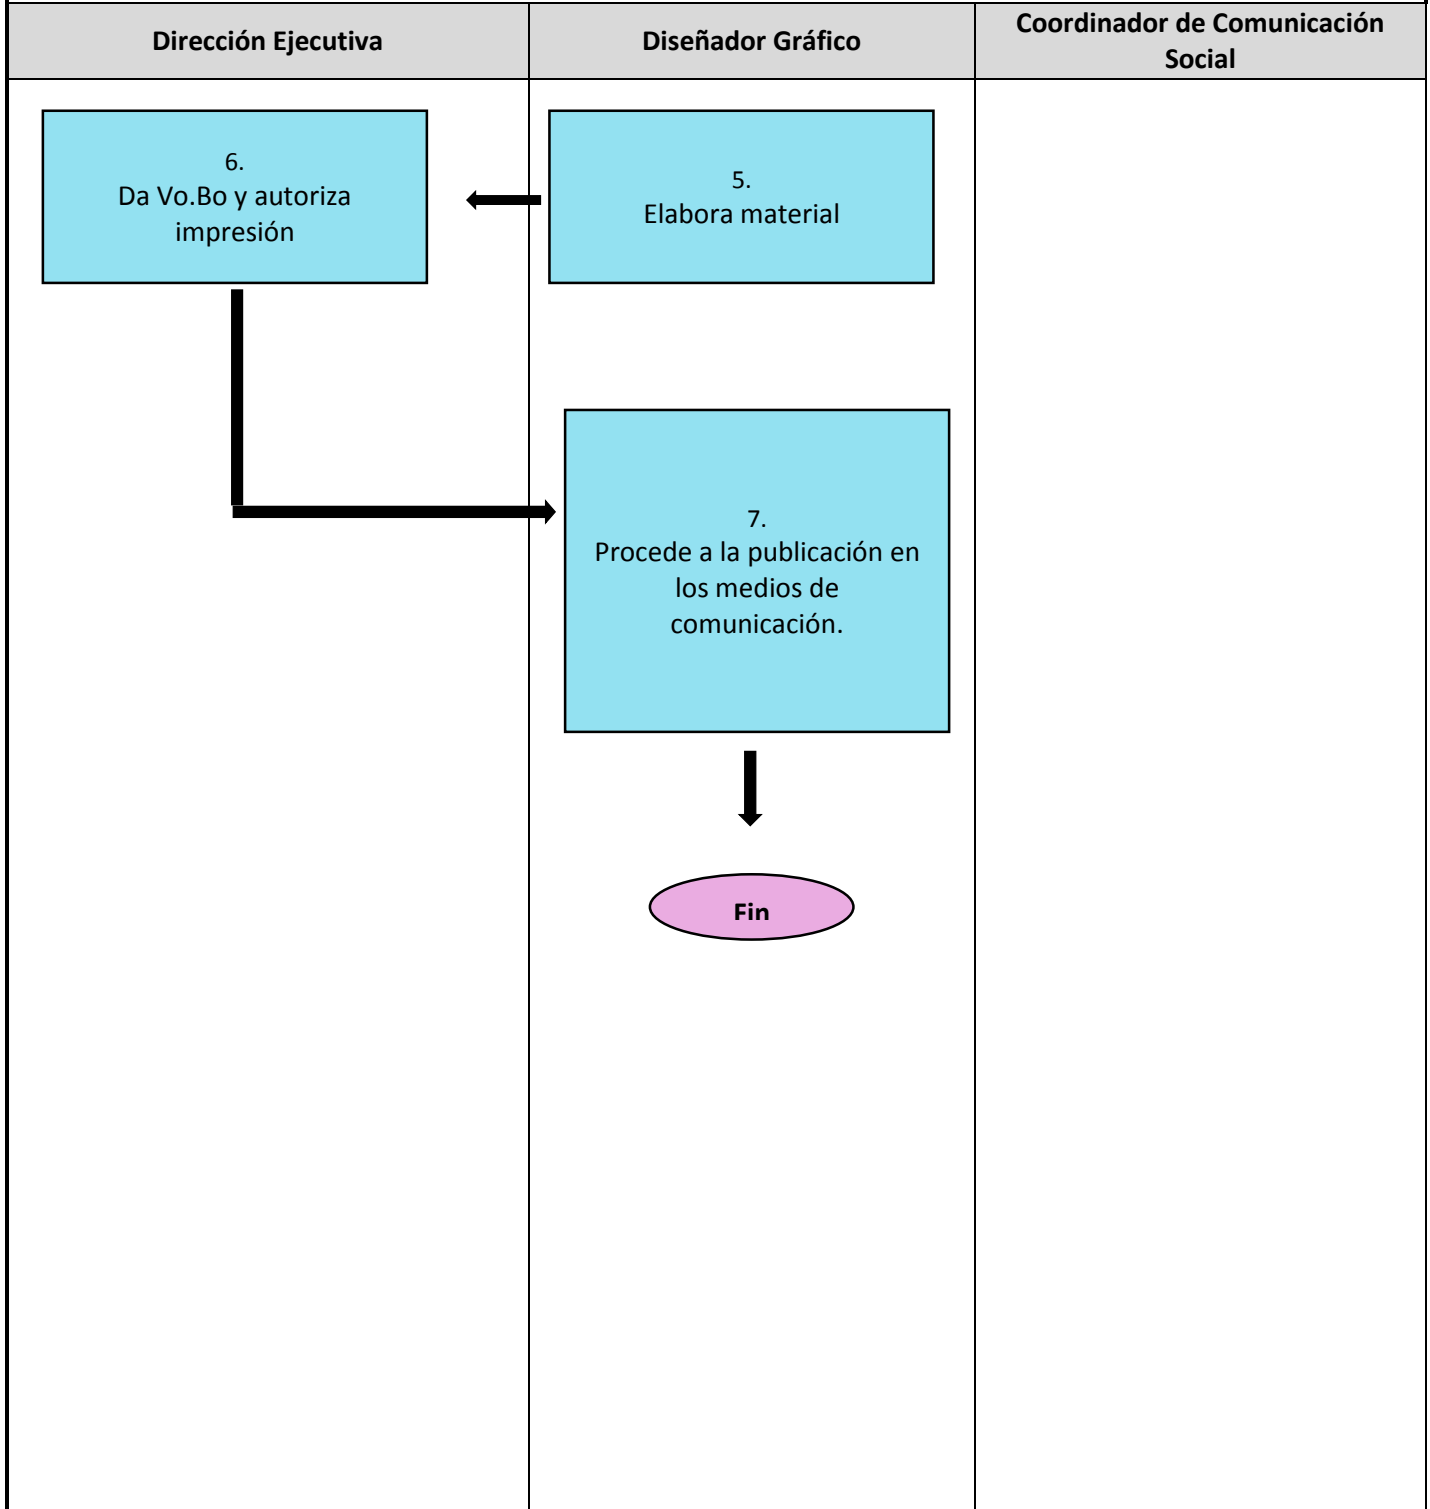 Dirección Ejecutiva
Diseñador Gráfico
Coordinador de Comunicación
Social
6.
Da Vo.Bo y autoriza
impresión
5.
Elabora material
7.
Procede a la publicación en
los medios de
comunicación.
Fin